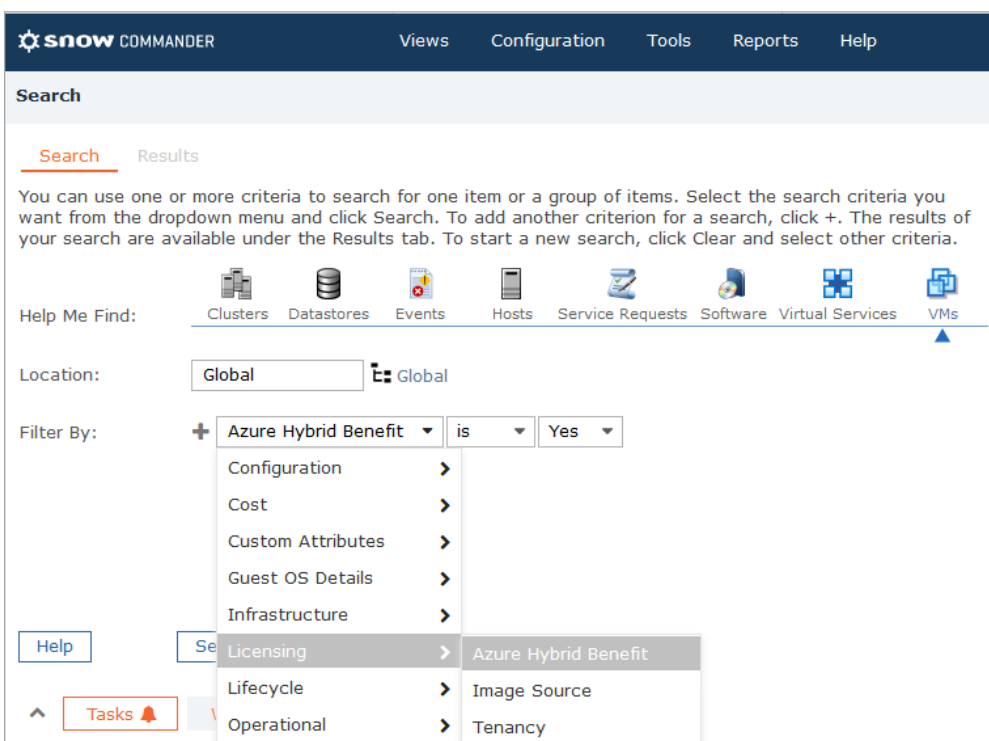 snow COMMANDER Views Configuration Tools Reports Help
Search
Search Results
You can use one or more criteria to search for one item or a group of items. Select the search criteria you
want from the dropdown menu and click Search. To add another criterion for a search, click +. The results of
your search are available under the Results tab. To start a new search, click Clear and select other criteria.
Help Me Find: Clusters Datastores Events Hosts Service Requests Software Virtual Services VMs
Location: Global Global
Filter By: + Azure Hybrid Benefit is Yes
Configuration
Cost
Custom Attributes
Guest OS Details
Infrastructure
Help Se Licensing Azure Hybrid Benefit
Lifecycle Image Source
Tasks Operational Tenancy